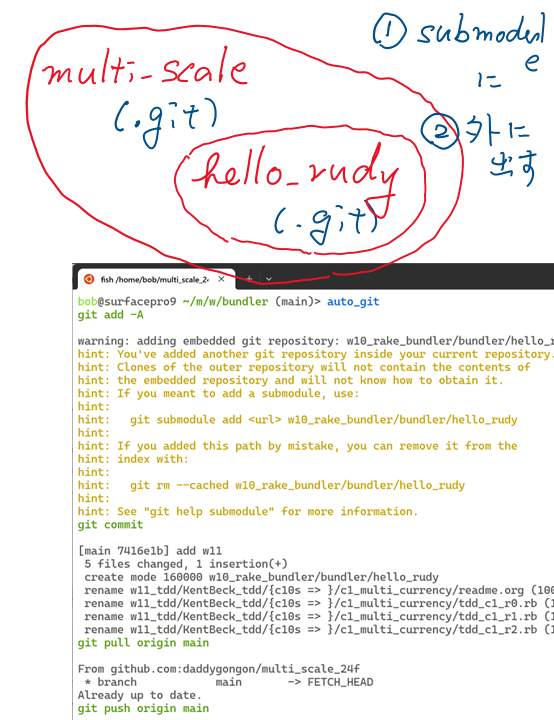 ① submodule
に
multi-scale
(.git)
② 外に
出す
hello_rudy
(.git)
fish /home/bob/multi_scale_2
bob@surfacepro9 ~/m/w/bundler (main)> auto_git
git add -A
warning: adding embedded git repository: w10_rake_bundler/bundler/hello_r
hint: You've added another git repository inside your current repository.
hint: Clones of the outer repository will not contain the contents of
hint: the embedded repository and will not know how to obtain it.
hint: If you meant to add a submodule, use:
hint:
hint:   git submodule add <url> w10_rake_bundler/bundler/hello_rudy
hint:
hint: If you added this path by mistake, you can remove it from the
hint: index with:
hint:
hint:   git rm --cached w10_rake_bundler/bundler/hello_rudy
hint:
hint: See "git help submodule" for more information.
git commit
[main 7416e1b] add w11
 5 files changed, 1 insertion(+)
 create mode 160000 w10_rake_bundler/bundler/hello_rudy
 rename w11_tdd/KentBeck_tdd/{c10s => }/c1_multi_currency/readme.org (100
 rename w11_tdd/KentBeck_tdd/{c10s => }/c1_multi_currency/tdd_c1_r0.rb (1
 rename w11_tdd/KentBeck_tdd/{c10s => }/c1_multi_currency/tdd_c1_r1.rb (1
 rename w11_tdd/KentBeck_tdd/{c10s => }/c1_multi_currency/tdd_c1_r2.rb (1
git pull origin main
From github.com:daddygongon/multi_scale_24f
 * branch            main       -> FETCH_HEAD
Already up to date.
git push origin main